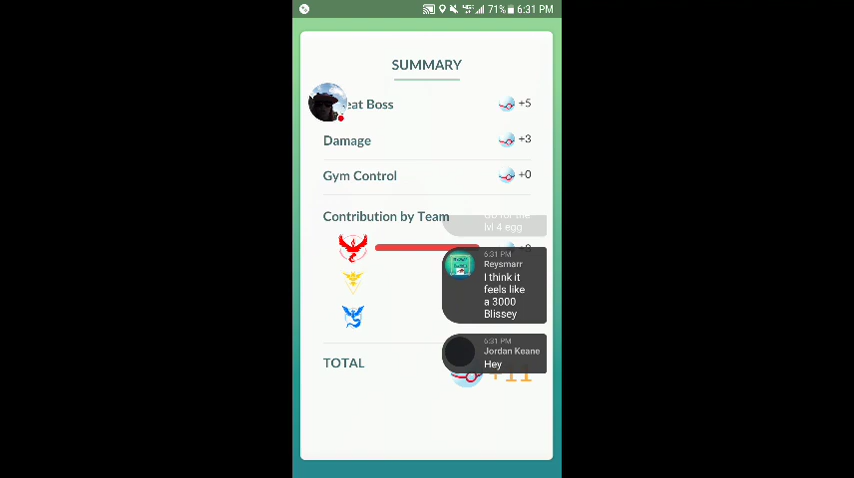 71% 6:31 PM
SUMMARY
eat Boss +5
Damage +3
Gym Control +0
Contribution by Team
lvl 4 egg
6:31 PM
Reysmarr
I think it
feels like
a 3000
Blissey
6:31 PM
Jordan Keane
Hey
TOTAL +11